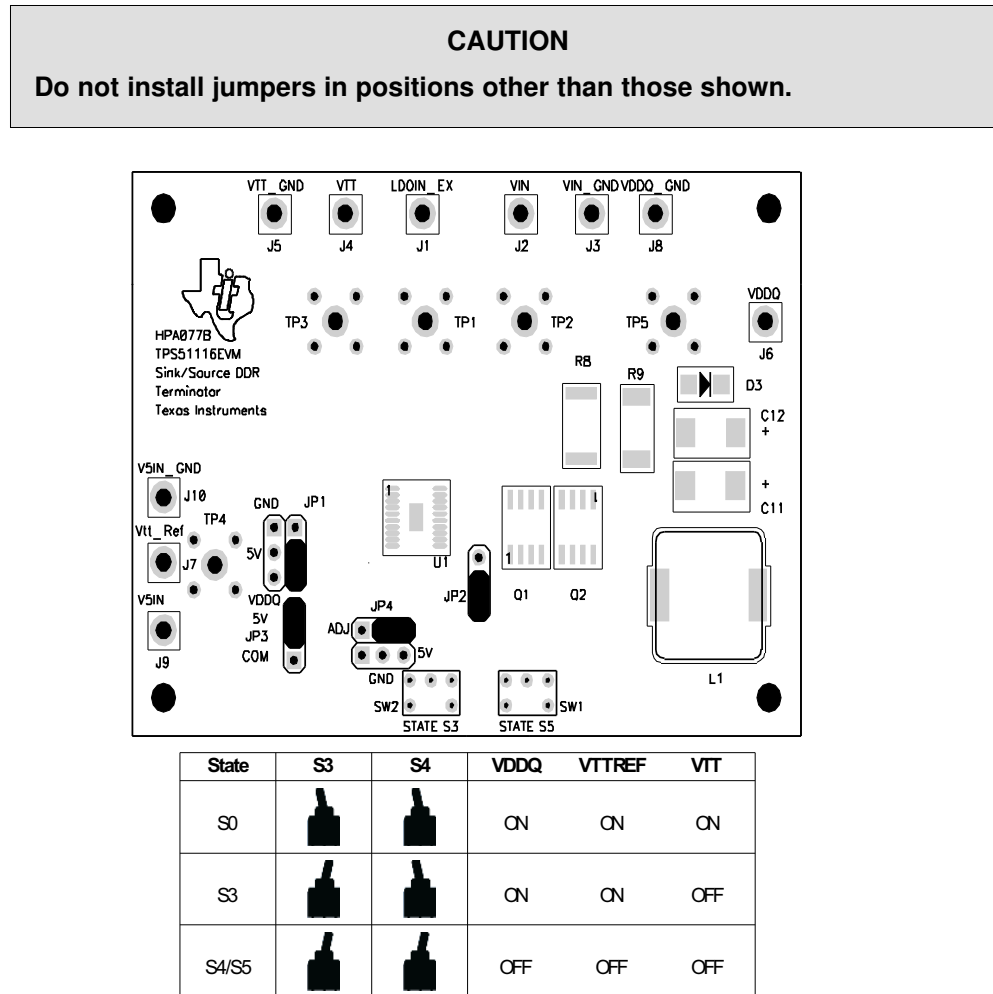 CAUTION
Do not install jumpers in positions other than those shown.
VTT_GND VTT LDOIN_EX VIN VIN_GND VDDQ_GND
J5 J4 J1 J2 J3 J8
VDDQ
J6
TP3 TP1 TP2 TP5
HPA077B
TPS51116EVM
Sink/Source DDR
Terminator
Texas Instruments
R8 R9 D3
C12
+
+
C11
V5IN_GND
J10
GND JP1
1
U1
1
1
Q1 Q2
Vtt_Ref
J7
TP4
5V
VDDQ
5V
JP3
COM
V5IN
J9
JP2
JP4
ADJ
5V
GND
SW2
STATE S3
SW1
STATE S5
L1
State S3 S4 VDDQ VTTREF VTT
S0 ON ON ON
S3 ON ON OFF
S4/S5 OFF OFF OFF